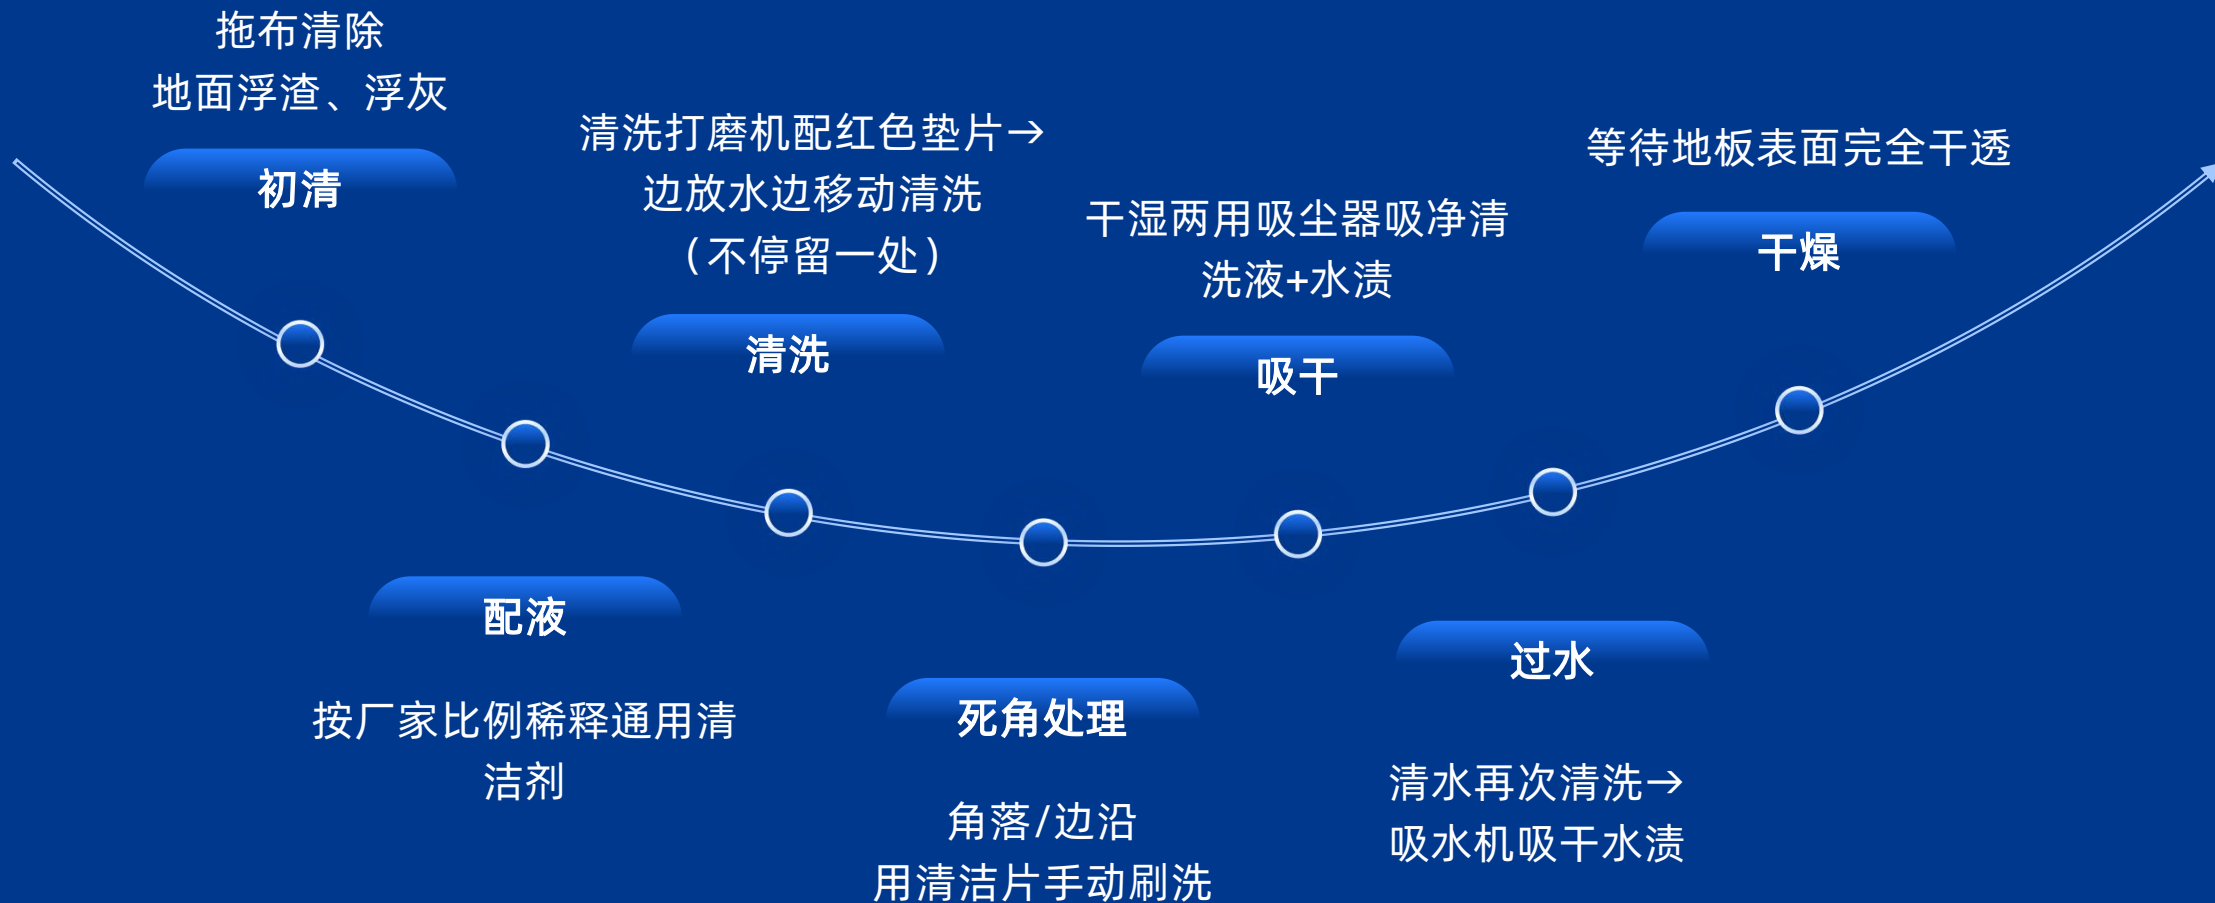 拖布清除
地面浮渣、浮灰
初清
配液
按厂家比例稀释通用清
洁剂
清洗打磨机配红色垫片→
边放水边移动清洗
（不停留一处）
清洗
死角处理
角落/边沿
用清洁片手动刷洗
干湿两用吸尘器吸净清
洗液+水渍
吸干
过水
清水再次清洗→
吸水机吸干水渍
等待地板表面完全干透
干燥